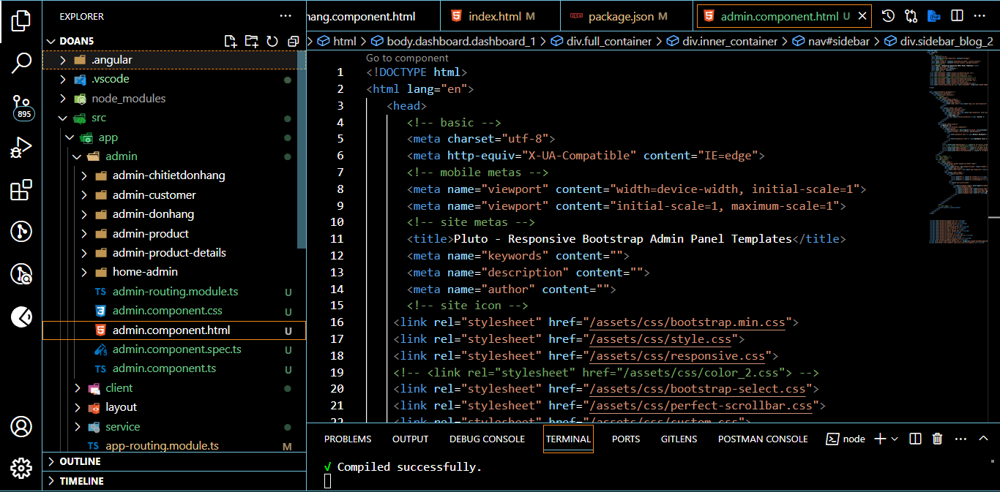 EXPLORER
DOAN5
.angular
.vscode
node_modules
src
app
admin
admin-chitietdonhang
admin-customer
admin-donhang
admin-product
admin-product-details
home-admin
TS admin-routing.module.ts U
admin.component.css U
admin.component.html U
admin.component.spec.ts U
TS admin.component.ts U
client
layout
service
TS app-routing.module.ts M
OUTLINE
TIMELINE
895
hang.component.html
index.html M
package.json M
admin.component.html U
html > body.dashboard.dashboard_1 > div.full_container > div.inner_container > nav#sidebar > div.sidebar_blog_2
Go to component
1 <!DOCTYPE html>
2 <html lang="en">
3 <head>
4 <!-- basic -->
5 <meta charset="utf-8">
6 <meta http-equiv="X-UA-Compatible" content="IE=edge">
7 <!-- mobile metas -->
8 <meta name="viewport" content="width=device-width, initial-scale=1">
9 <meta name="viewport" content="initial-scale=1, maximum-scale=1">
10 <!-- site metas -->
11 <title>Pluto - Responsive Bootstrap Admin Panel Templates</title>
12 <meta name="keywords" content="">
13 <meta name="description" content="">
14 <meta name="author" content="">
15 <!-- site icon -->
16 <link rel="stylesheet" href="/assets/css/bootstrap.min.css">
17 <link rel="stylesheet" href="/assets/css/style.css">
18 <link rel="stylesheet" href="/assets/css/responsive.css">
19 <!-- <link rel="stylesheet" href="/assets/css/color_2.css"> -->
20 <link rel="stylesheet" href="/assets/css/bootstrap-select.css">
21 <link rel="stylesheet" href="/assets/css/perfect-scrollbar.css">
22 <link rel="stylesheet" href="/assets/css/custom.css">
PROBLEMS OUTPUT DEBUG CONSOLE TERMINAL PORTS GITLENS POSTMAN CONSOLE node
√ Compiled successfully.